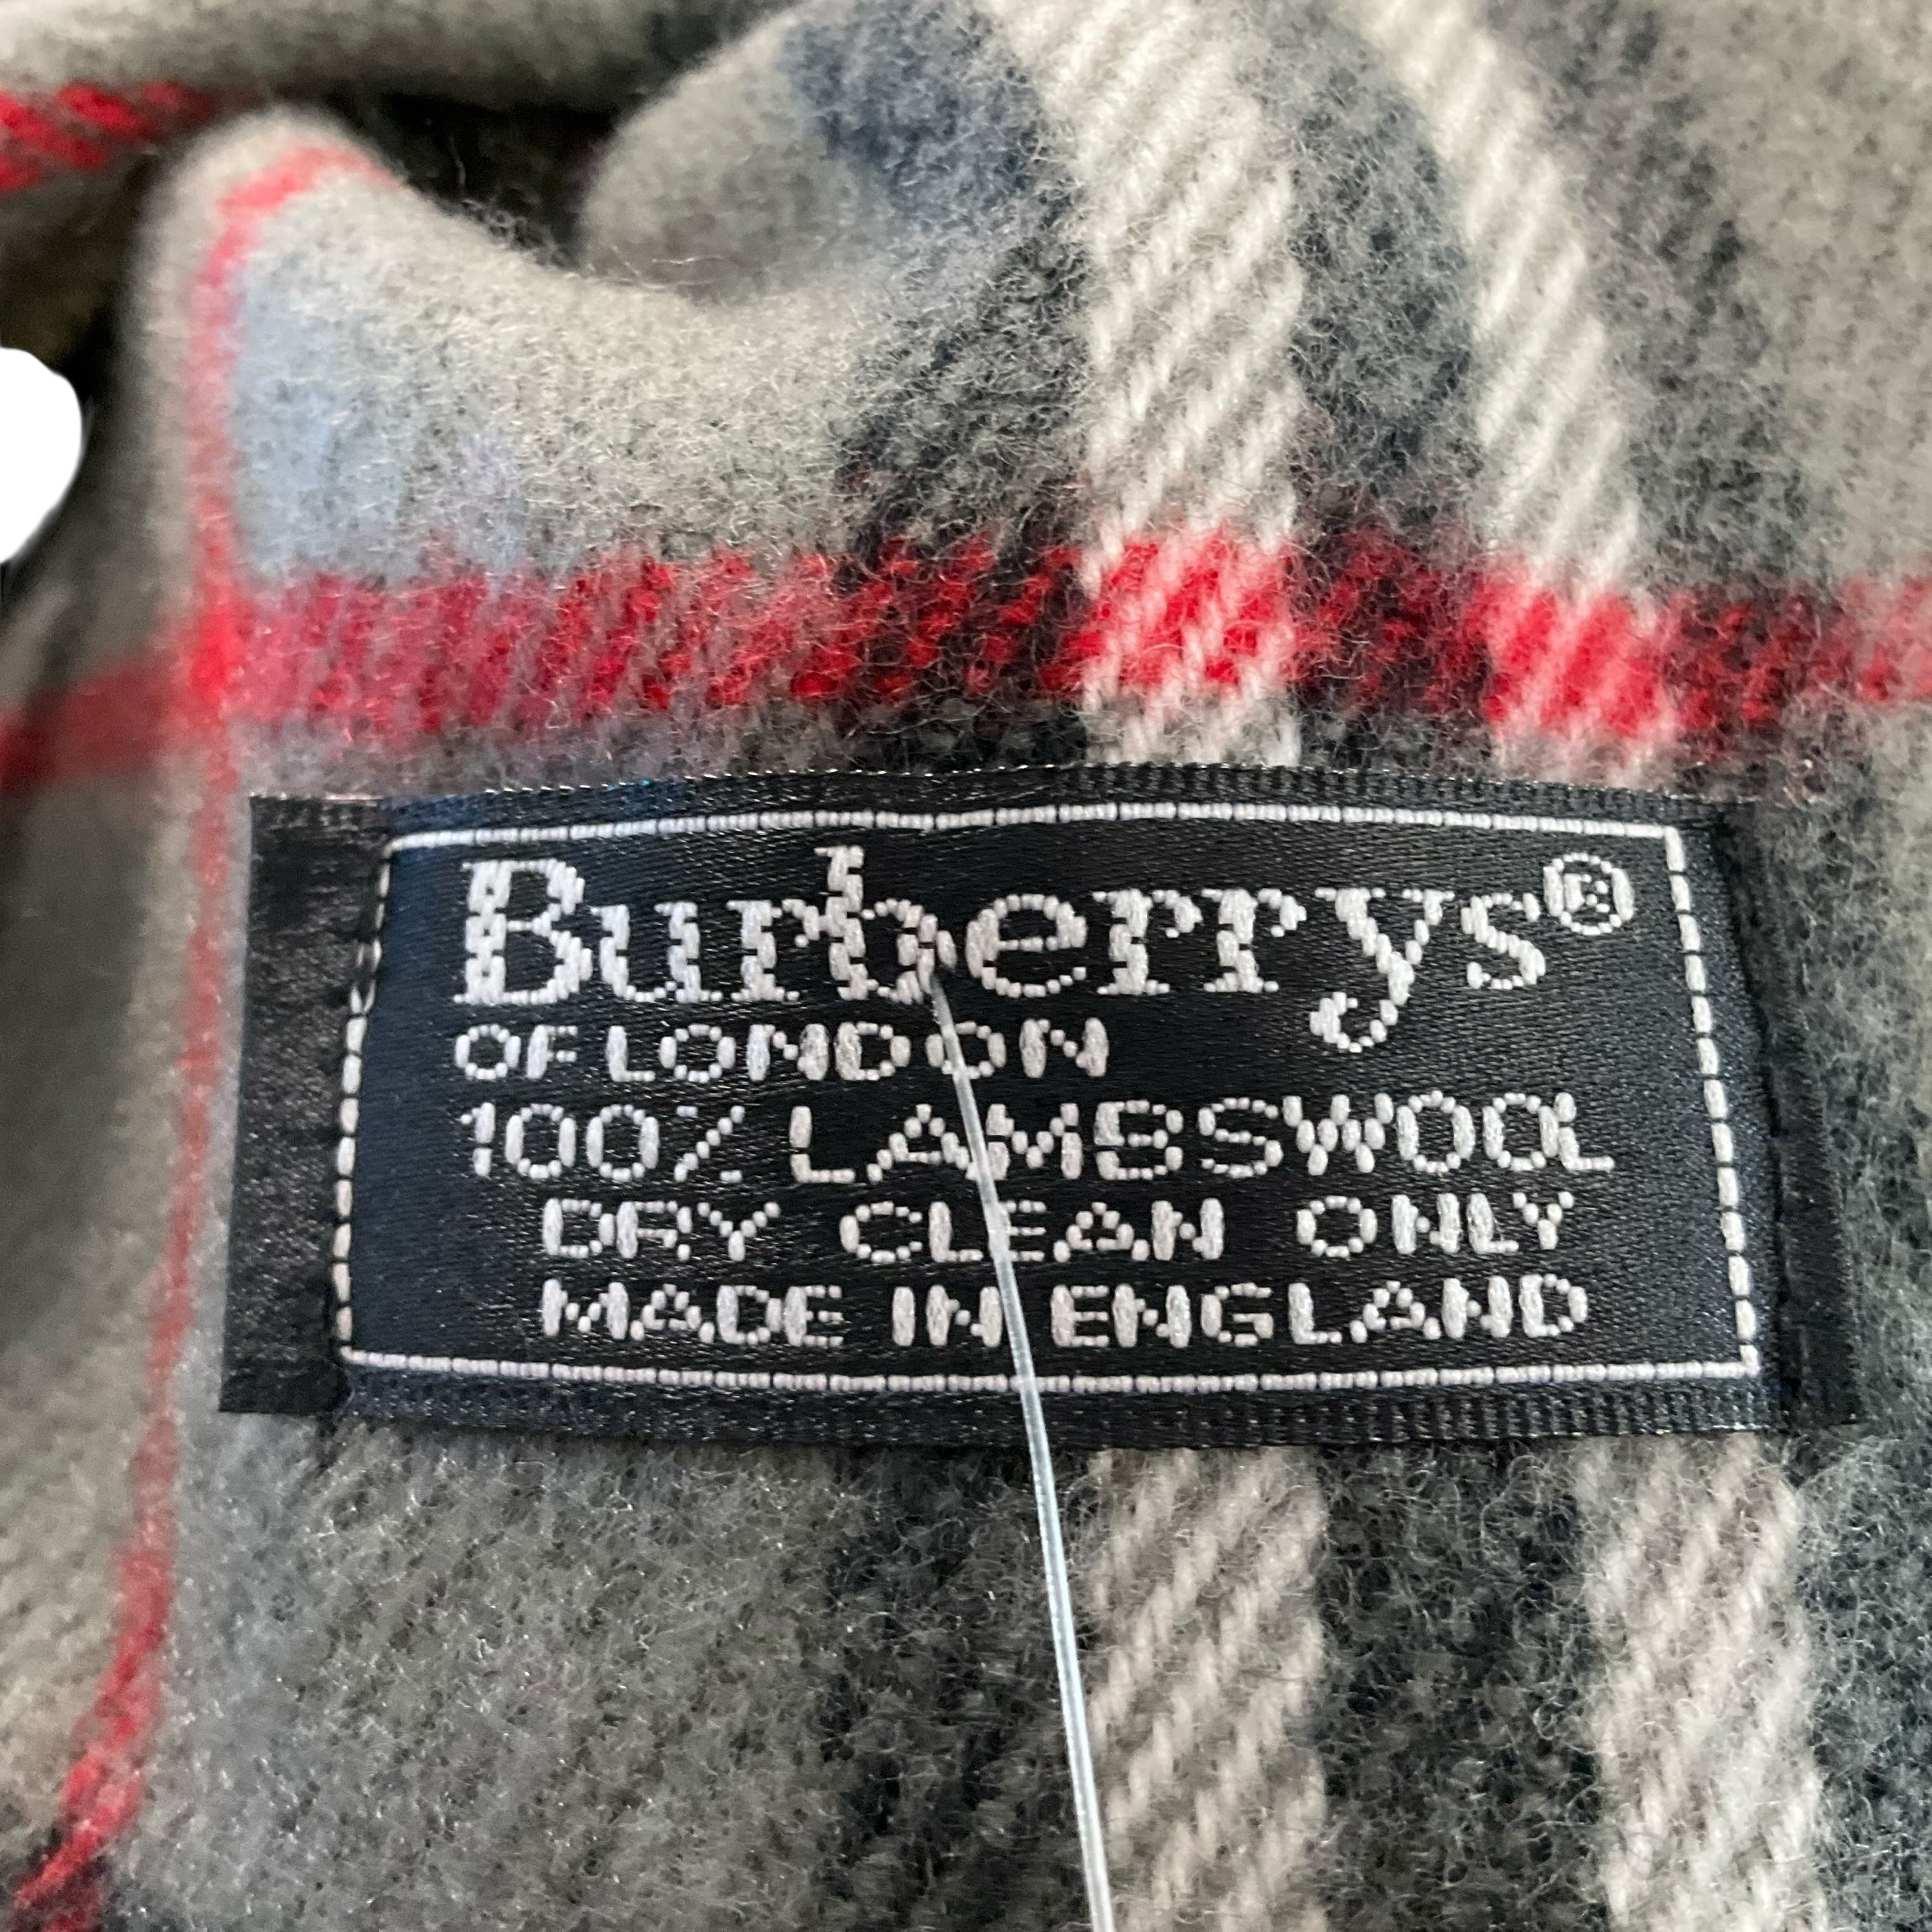 Burberrys®
OF LONDON
100% LAMBSWOOL
DRY CLEAN ONLY
MADE IN ENGLAND